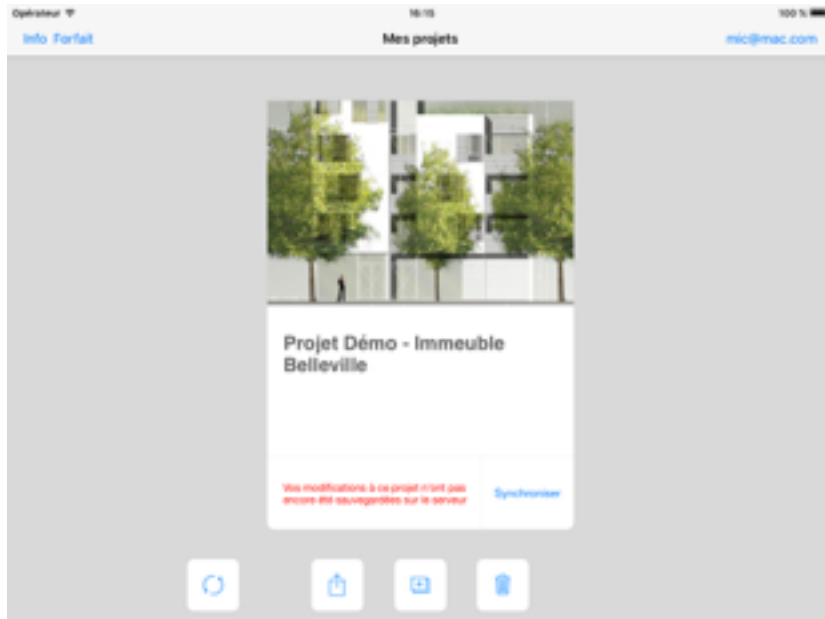 Opérateur
16:15
100 %
Info Forfait
Mes projets
mic@mac.com
Projet Démo - Immeuble
Belleville
Vos modifications à ce projet n'ont pas
encore été sauvegardées sur le serveur
Synchroniser